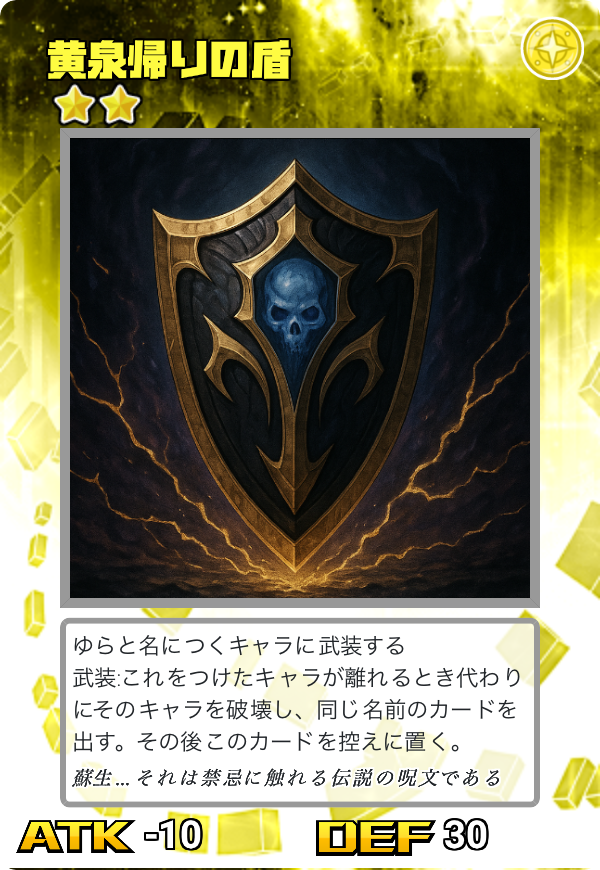 黄泉帰りの盾
ゆらと名につくキャラに武装する
武装:これをつけたキャラが離れるとき代わり
にそのキャラを破壊し、同じ名前のカードを
出す。その後このカードを控えに置く。
蘇生...それは禁忌に触れる伝説の呪文である
ATK -10 DEF 30